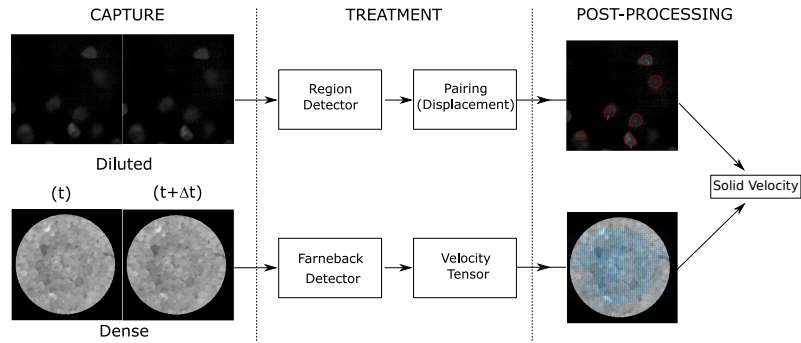 CAPTURE
TREATMENT
POST-PROCESSING
Region
Detector
Pairing
(Displacement)
Diluted
(t)
(t+Δt)
Solid Velocity
Farneback
Detector
Velocity
Tensor
Dense